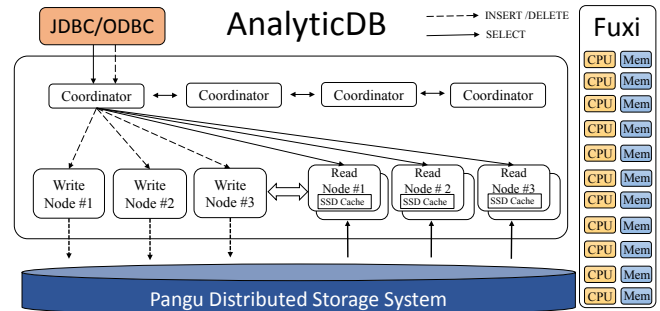 JDBC/ODBC
AnalyticDB
INSERT /DELETE
SELECT
Fuxi
Coordinator
Coordinator
Coordinator
Coordinator
Write
Node #1
Write
Node #2
Write
Node #3
Read
Node #1
SSD Cache
Read
Node # 2
SSD Cache
Read
Node #3
SSD Cache
Pangu Distributed Storage System
CPU Mem
CPU Mem
CPU Mem
CPU Mem
CPU Mem
CPU Mem
CPU Mem
CPU Mem
CPU Mem
CPU Mem
CPU Mem